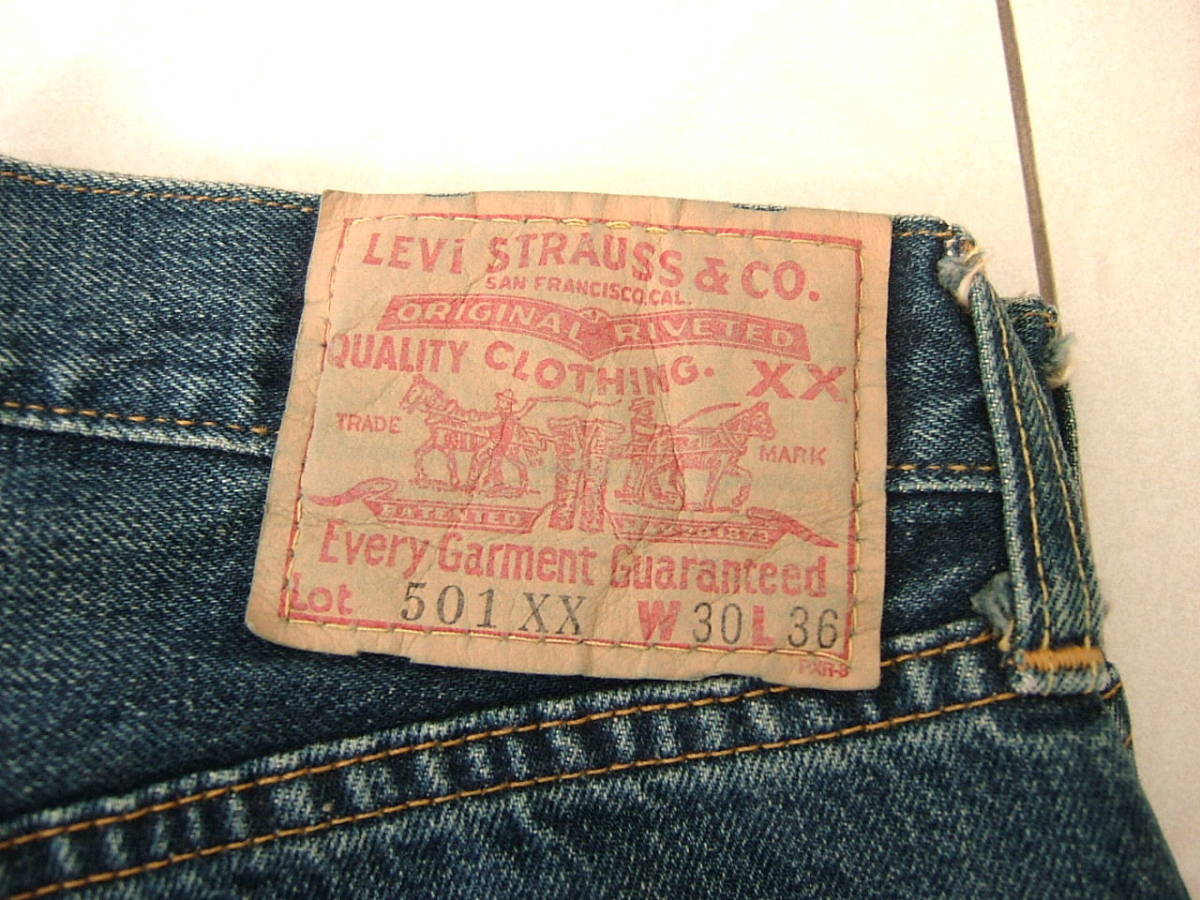 LEVI STRAUSS & CO.
SAN FRANCISCO,CAL.
ORIGINAL RIVETED
QUALITY CLOTHING. XX
TRADE MARK
PATENTED 1873
Every Garment Guaranteed
Lot 501 XX W 30 L 36